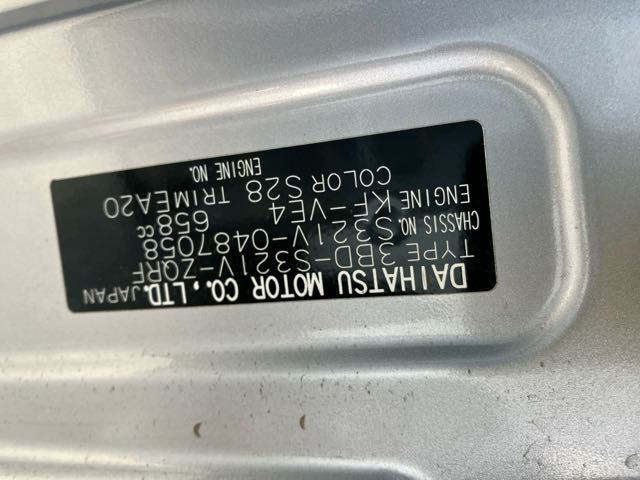 DAIHATSU MOTOR CO., LTD. JAPAN
TYPE 3BD-S321V-ZQRF
CHASSIS NO. S321V-0487058
ENGINE KF-VE4 658cc
COLOR S28 TRIM EA20
ENGINE NO.